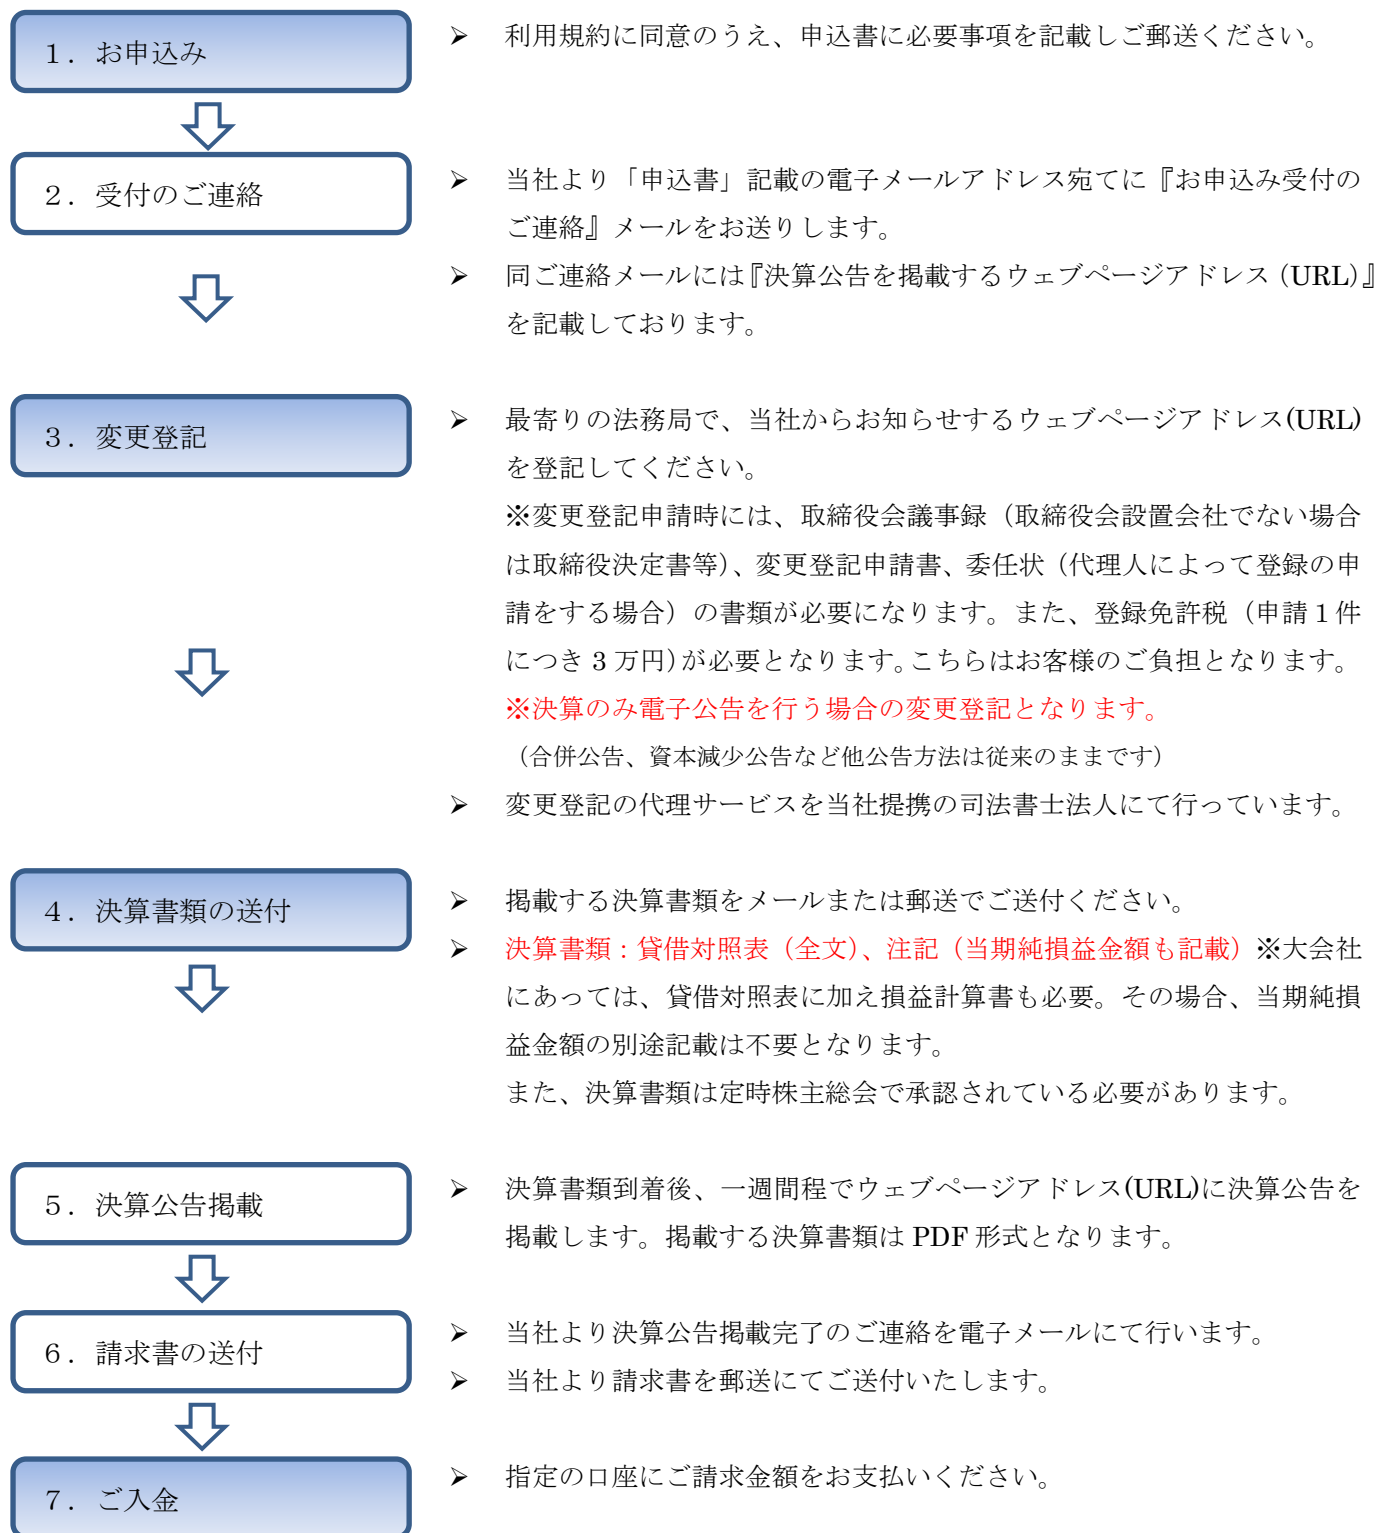 １．お申込み
➢ 利用規約に同意のうえ、申込書に必要事項を記載しご郵送ください。
２．受付のご連絡
➢ 当社より「申込書」記載の電子メールアドレス宛てに『お申込み受付の
ご連絡』メールをお送りします。
➢ 同ご連絡メールには『決算公告を掲載するウェブページアドレス（URL）』
を記載しております。
３．変更登記
➢ 最寄りの法務局で、当社からお知らせするウェブページアドレス(URL)
を登記してください。
※変更登記申請時には、取締役会議事録（取締役会設置会社でない場合
は取締役決定書等）、変更登記申請書、委任状（代理人によって登録の申
請をする場合）の書類が必要になります。また、登録免許税（申請１件
につき３万円）が必要となります。こちらはお客様のご負担となります。
※決算のみ電子公告を行う場合の変更登記となります。
（合併公告、資本減少公告など他公告方法は従来のままです）
➢ 変更登記の代理サービスを当社提携の司法書士法人にて行っています。
４．決算書類の送付
➢ 掲載する決算書類をメールまたは郵送でご送付ください。
➢ 決算書類：貸借対照表（全文）、注記（当期純損益金額も記載）※大会社
にあっては、貸借対照表に加え損益計算書も必要。その場合、当期純損
益金額の別途記載は不要となります。
また、決算書類は定時株主総会で承認されている必要があります。
５．決算公告掲載
➢ 決算書類到着後、一週間程でウェブページアドレス(URL)に決算公告を
掲載します。掲載する決算書類は PDF 形式となります。
６．請求書の送付
➢ 当社より決算公告掲載完了のご連絡を電子メールにて行います。
➢ 当社より請求書を郵送にてご送付いたします。
７．ご入金
➢ 指定の口座にご請求金額をお支払いください。